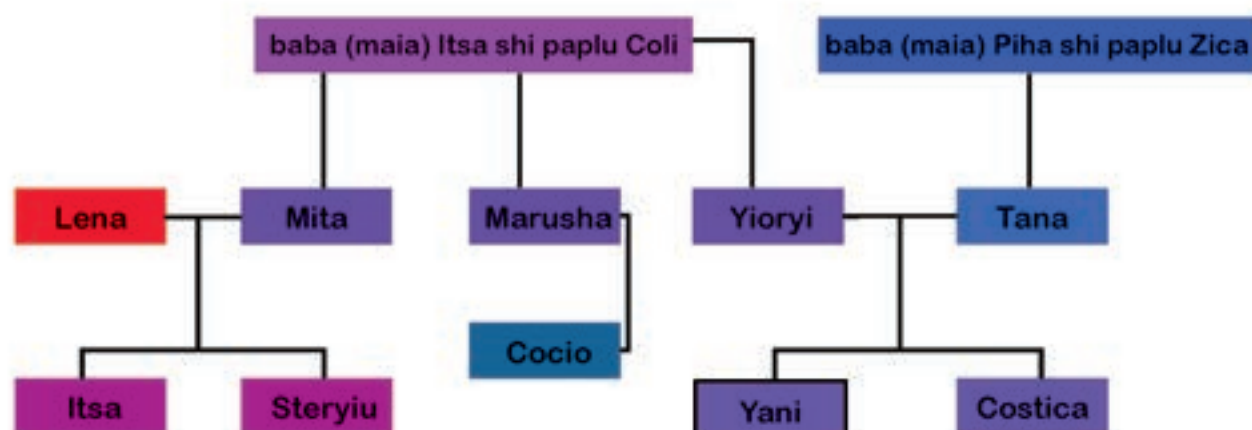 baba (maia) Itsa shi paplu Coli
baba (maia) Piha shi paplu Zica
Lena
Mita
Marusha
Yioryi
Tana
Cocio
Itsa
Steryiu
Yani
Costica